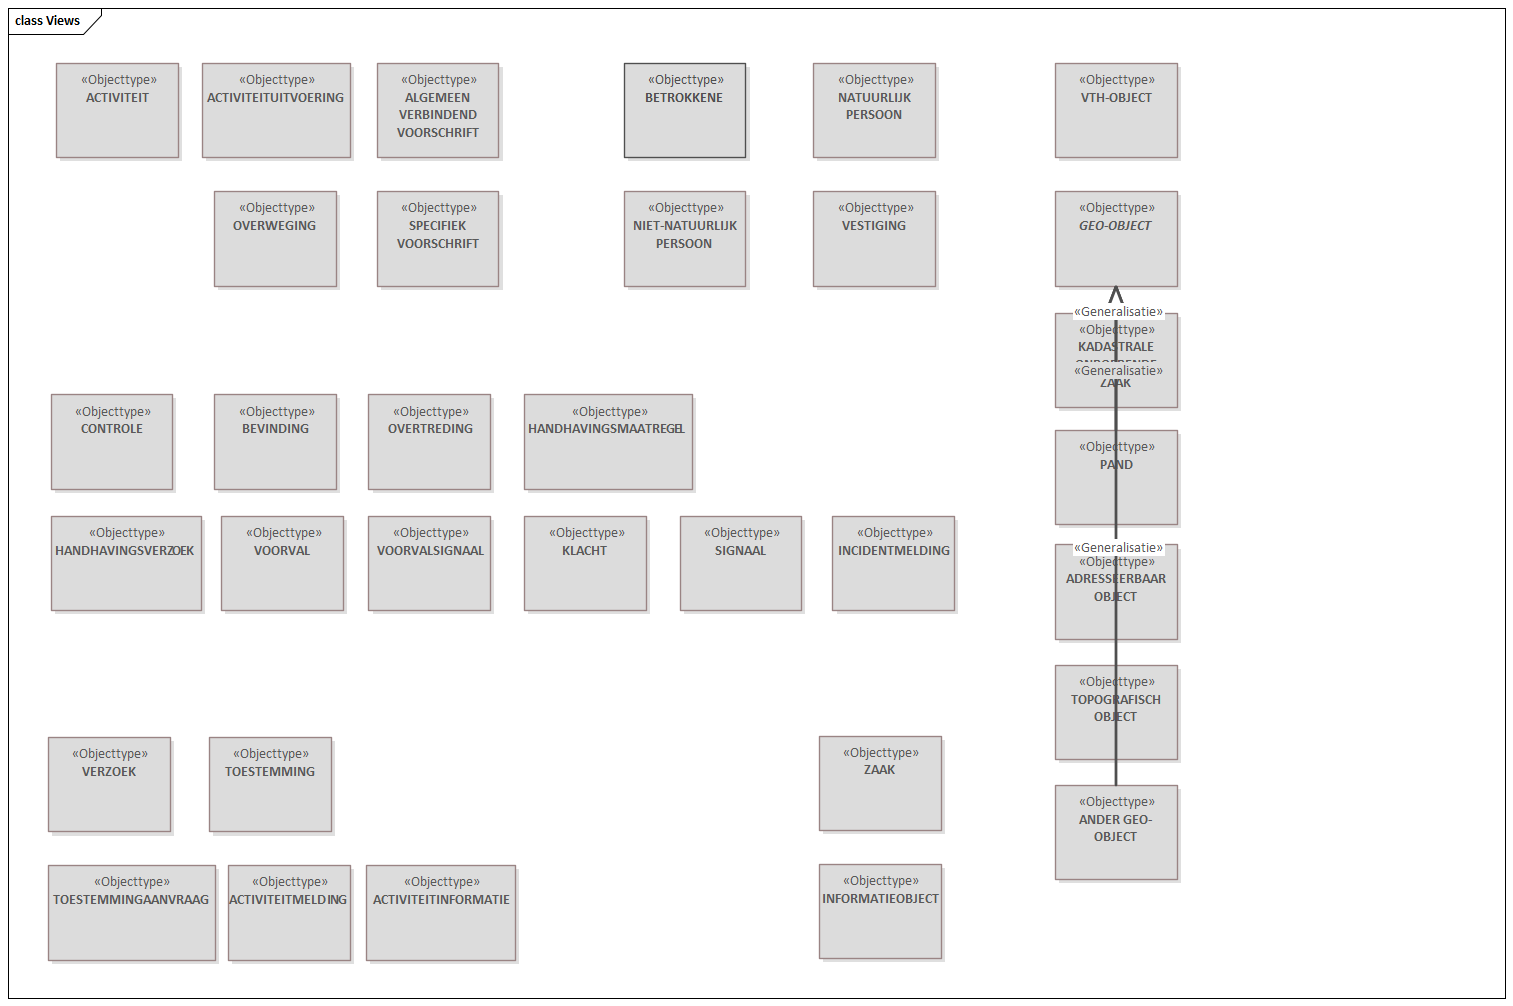 class Views
«Objecttype»
ACTIVITEIT
«Objecttype»
ACTIVITEITUITVOERING
«Objecttype»
ALGEMEEN
VERBINDEND
VOORSCHRIFT
«Objecttype»
BETROKKENE
«Objecttype»
NATUURLIJK
PERSOON
«Objecttype»
VTH-OBJECT
«Objecttype»
OVERWEGING
«Objecttype»
SPECIFIEK
VOORSCHRIFT
«Objecttype»
NIET-NATUURLIJK
PERSOON
«Objecttype»
VESTIGING
«Objecttype»
GEO-OBJECT
«Generalisatie»
«Objecttype»
KADASTRALE
«Generalisatie»
ZAAK
«Objecttype»
CONTROLE
«Objecttype»
BEVINDING
«Objecttype»
OVERTREDING
«Objecttype»
HANDHAVINGSMAATREGEL
«Objecttype»
PAND
«Objecttype»
HANDHAVINGSVERZOEK
«Objecttype»
VOORVAL
«Objecttype»
VOORVALSIGNAAL
«Objecttype»
KLACHT
«Objecttype»
SIGNAAL
«Objecttype»
INCIDENTMELDING
«Generalisatie»
«Objecttype»
ADRESSEERBAAR
OBJECT
«Objecttype»
TOPOGRAFISCH
OBJECT
«Objecttype»
VERZOEK
«Objecttype»
TOESTEMMING
«Objecttype»
ZAAK
«Objecttype»
ANDER GEO-
OBJECT
«Objecttype»
TOESTEMMINGAANVRAAG
«Objecttype»
ACTIVITEITMELDING
«Objecttype»
ACTIVITEITINFORMATIE
«Objecttype»
INFORMATIEOBJECT